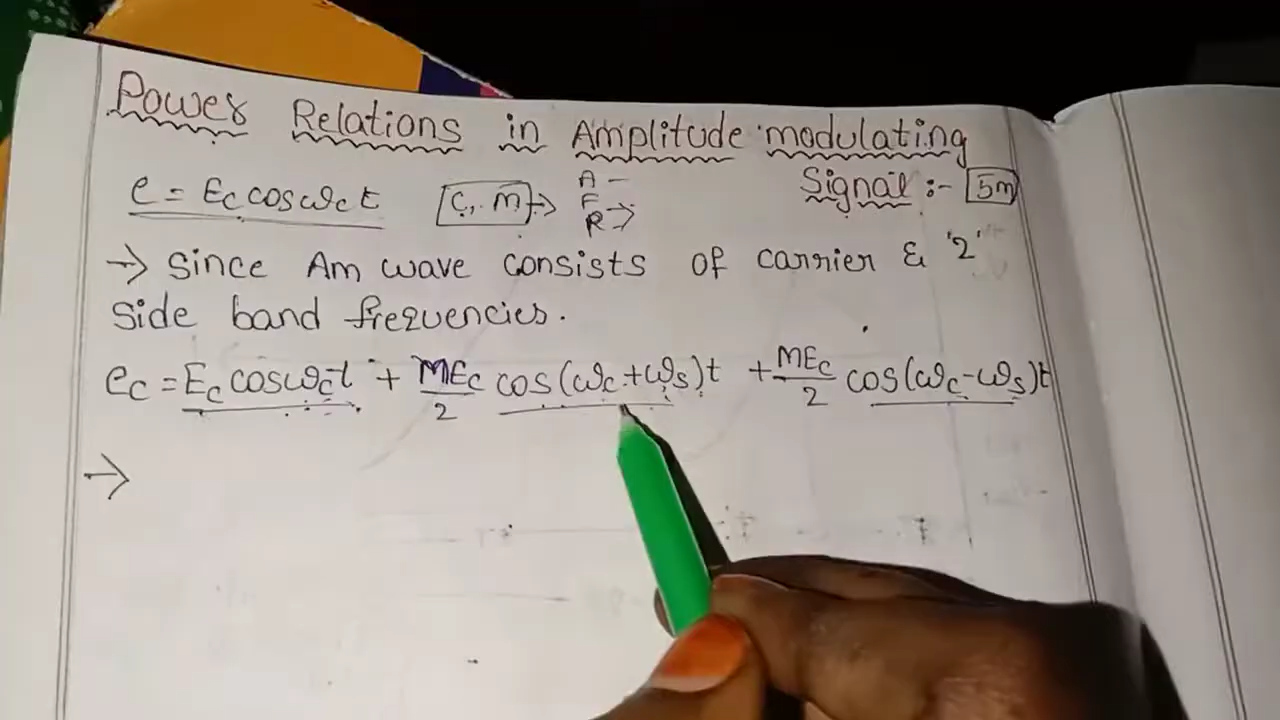 Power Relations in Amplitude modulating
Signal :- 5m
e = Ec cosωct [C, m] → A –
F →
R →
→ Since Am wave consists of carrier & '2'
Side band frequencies.
ec = Ec cosωct + MEc/2 cos(ωc+ωs)t + MEc/2 cos(ωc-ωs)t
→